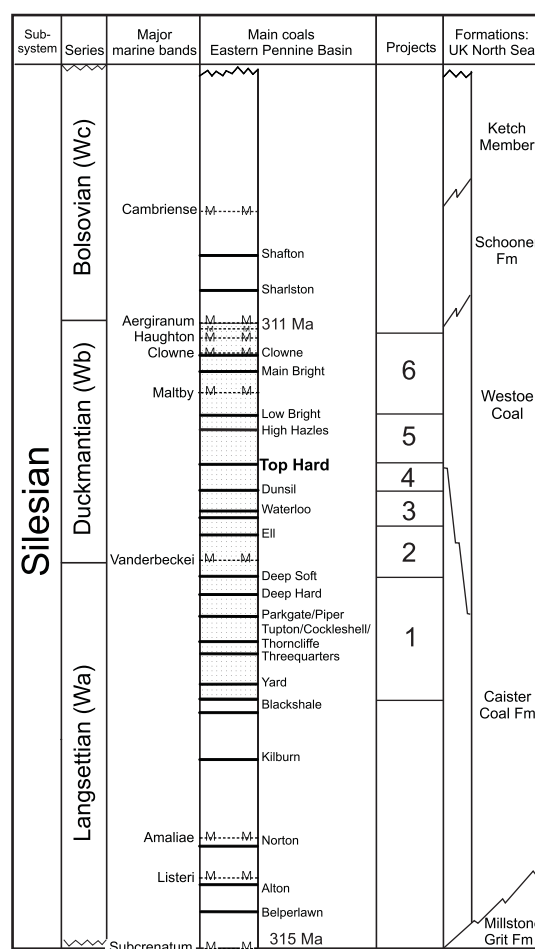 Sub-
system
Series
Major
marine bands
Main coals
Eastern Pennine Basin
Projects
Formations:
UK North Sea
Silesian
Bolsovian (Wc)
Duckmantian (Wb)
Langsettian (Wa)
Cambriense
Aergiranum
Haughton
Clowne
Maltby
Vanderbeckei
Amaliae
Listeri
Subcrenatum
M M
M M
M M
M M
M M
M M
M M
M M
M M
M M
Shafton
Sharlston
311 Ma
Clowne
Main Bright
Low Bright
High Hazles
Top Hard
Dunsil
Waterloo
Ell
Deep Soft
Deep Hard
Parkgate/Piper
Tupton/Cockleshell/
Thorncliffe
Threequarters
Yard
Blackshale
Kilburn
Norton
Alton
Belperlawn
315 Ma
6
5
4
3
2
1
Ketch
Member
Schooner
Fm
Westoe
Coal
Caister
Coal Fm
Millston
Grit Fm